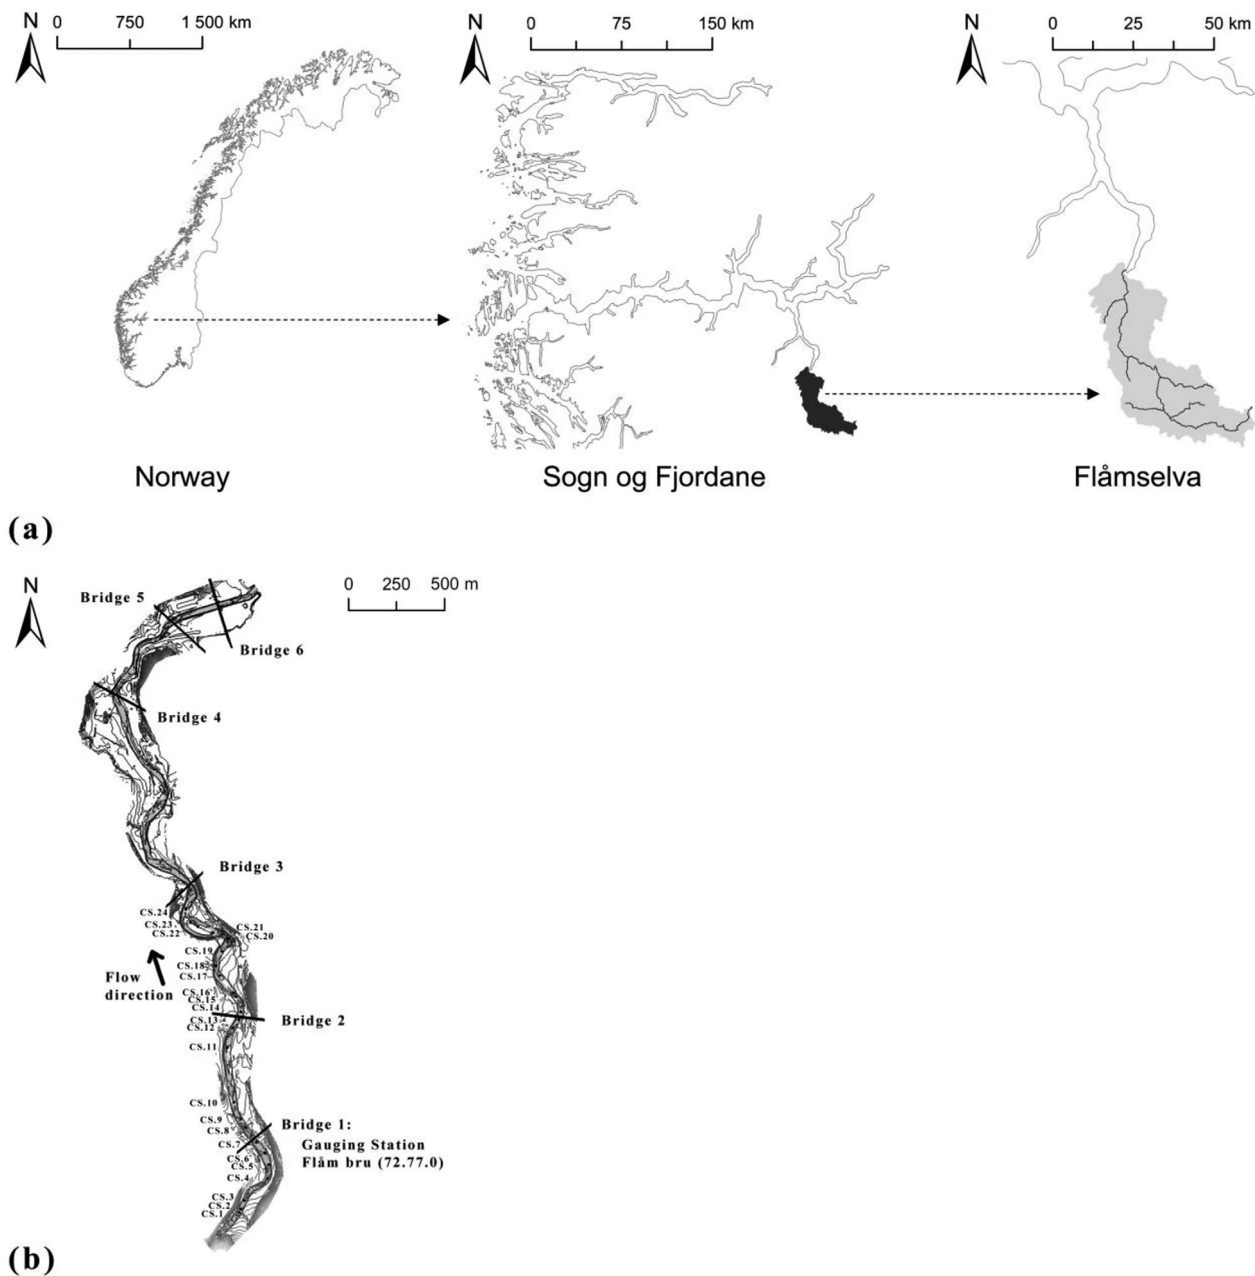 N
0 750 1 500 km
N
0 75 150 km
N
0 25 50 km
Norway
Sogn og Fjordane
Flåmselva
(a)
N
0 250 500 m
Bridge 5
Bridge 6
Bridge 4
Bridge 3
CS.24
CS.23
CS.22
CS.21
CS.20
CS.19
CS.18
CS.17
Flow
direction
CS.16
CS.15
CS.14
CS.13
CS.12
Bridge 2
CS.11
CS.10
CS.9
CS.8
CS.7
Bridge 1:
Gauging Station
Flåm bru (72.77.0)
CS.6
CS.5
CS.4
CS.3
CS.2
CS.1
(b)